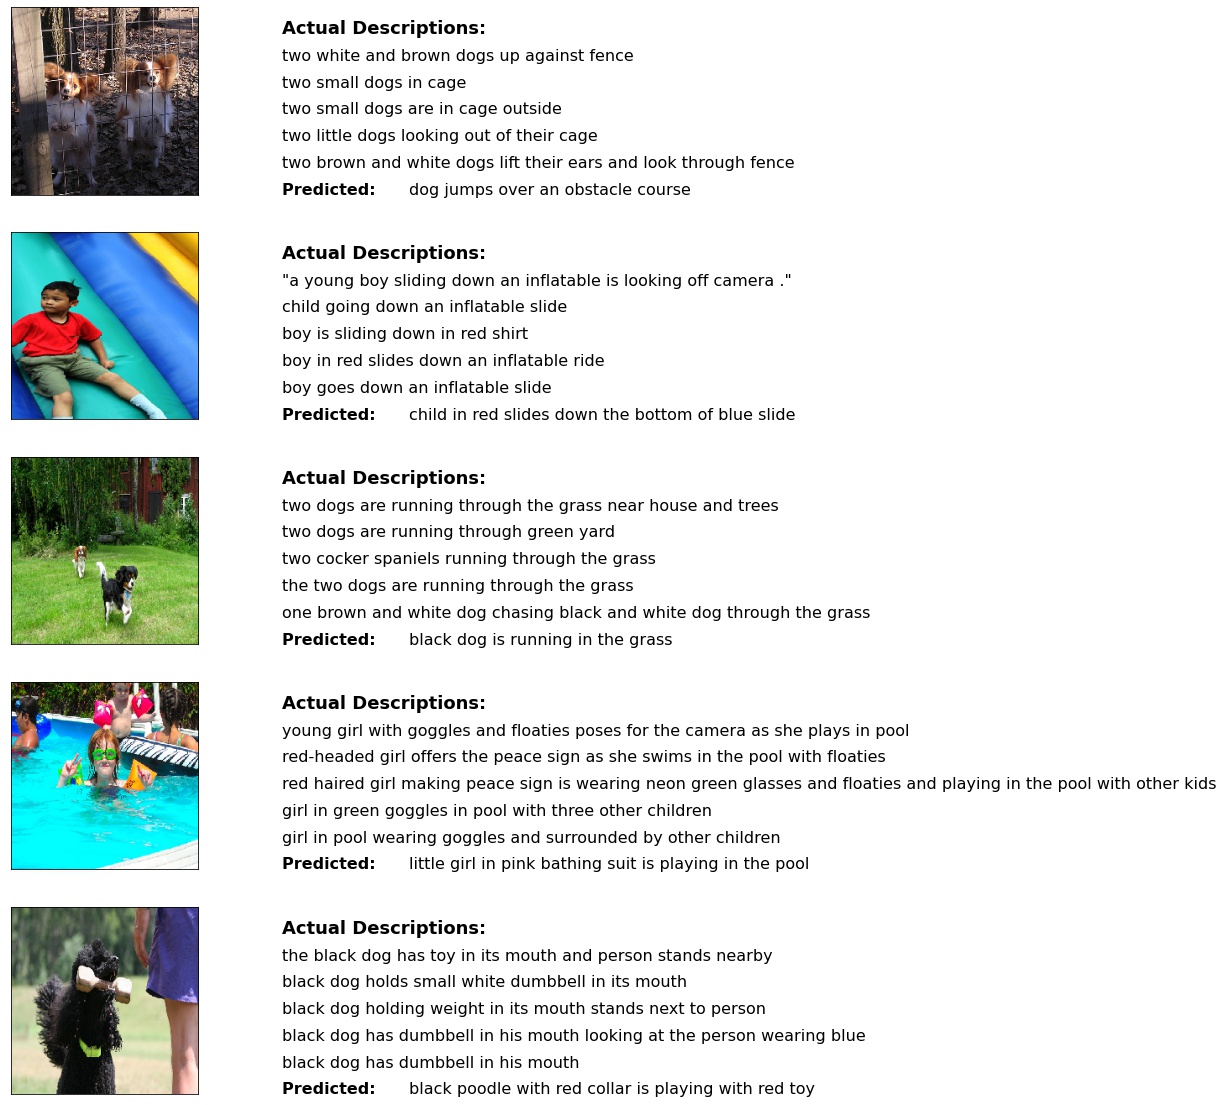 Actual Descriptions:
two white and brown dogs up against fence
two small dogs in cage
two small dogs are in cage outside
two little dogs looking out of their cage
two brown and white dogs lift their ears and look through fence
Predicted: dog jumps over an obstacle course
Actual Descriptions:
"a young boy sliding down an inflatable is looking off camera ."
child going down an inflatable slide
boy is sliding down in red shirt
boy in red slides down an inflatable ride
boy goes down an inflatable slide
Predicted: child in red slides down the bottom of blue slide
Actual Descriptions:
two dogs are running through the grass near house and trees
two dogs are running through green yard
two cocker spaniels running through the grass
the two dogs are running through the grass
one brown and white dog chasing black and white dog through the grass
Predicted: black dog is running in the grass
Actual Descriptions:
young girl with goggles and floaties poses for the camera as she plays in pool
red-headed girl offers the peace sign as she swims in the pool with floaties
red haired girl making peace sign is wearing neon green glasses and floaties and playing in the pool with other kids
girl in green goggles in pool with three other children
girl in pool wearing goggles and surrounded by other children
Predicted: little girl in pink bathing suit is playing in the pool
Actual Descriptions:
the black dog has toy in its mouth and person stands nearby
black dog holds small white dumbbell in its mouth
black dog holding weight in its mouth stands next to person
black dog has dumbbell in his mouth looking at the person wearing blue
black dog has dumbbell in his mouth
Predicted: black poodle with red collar is playing with red toy